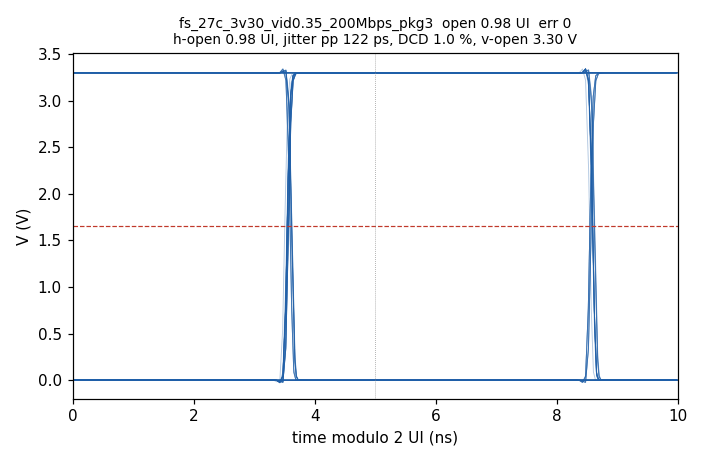 fs_27c_3v30_vid0.35_200Mbps_pkg3  open 0.98 UI  err 0
h-open 0.98 UI, jitter pp 122 ps, DCD 1.0 %, v-open 3.30 V
3.5
3.0
2.5
2.0
1.5
1.0
0.5
0.0
V (V)
0 2 4 6 8 10
time modulo 2 UI (ns)